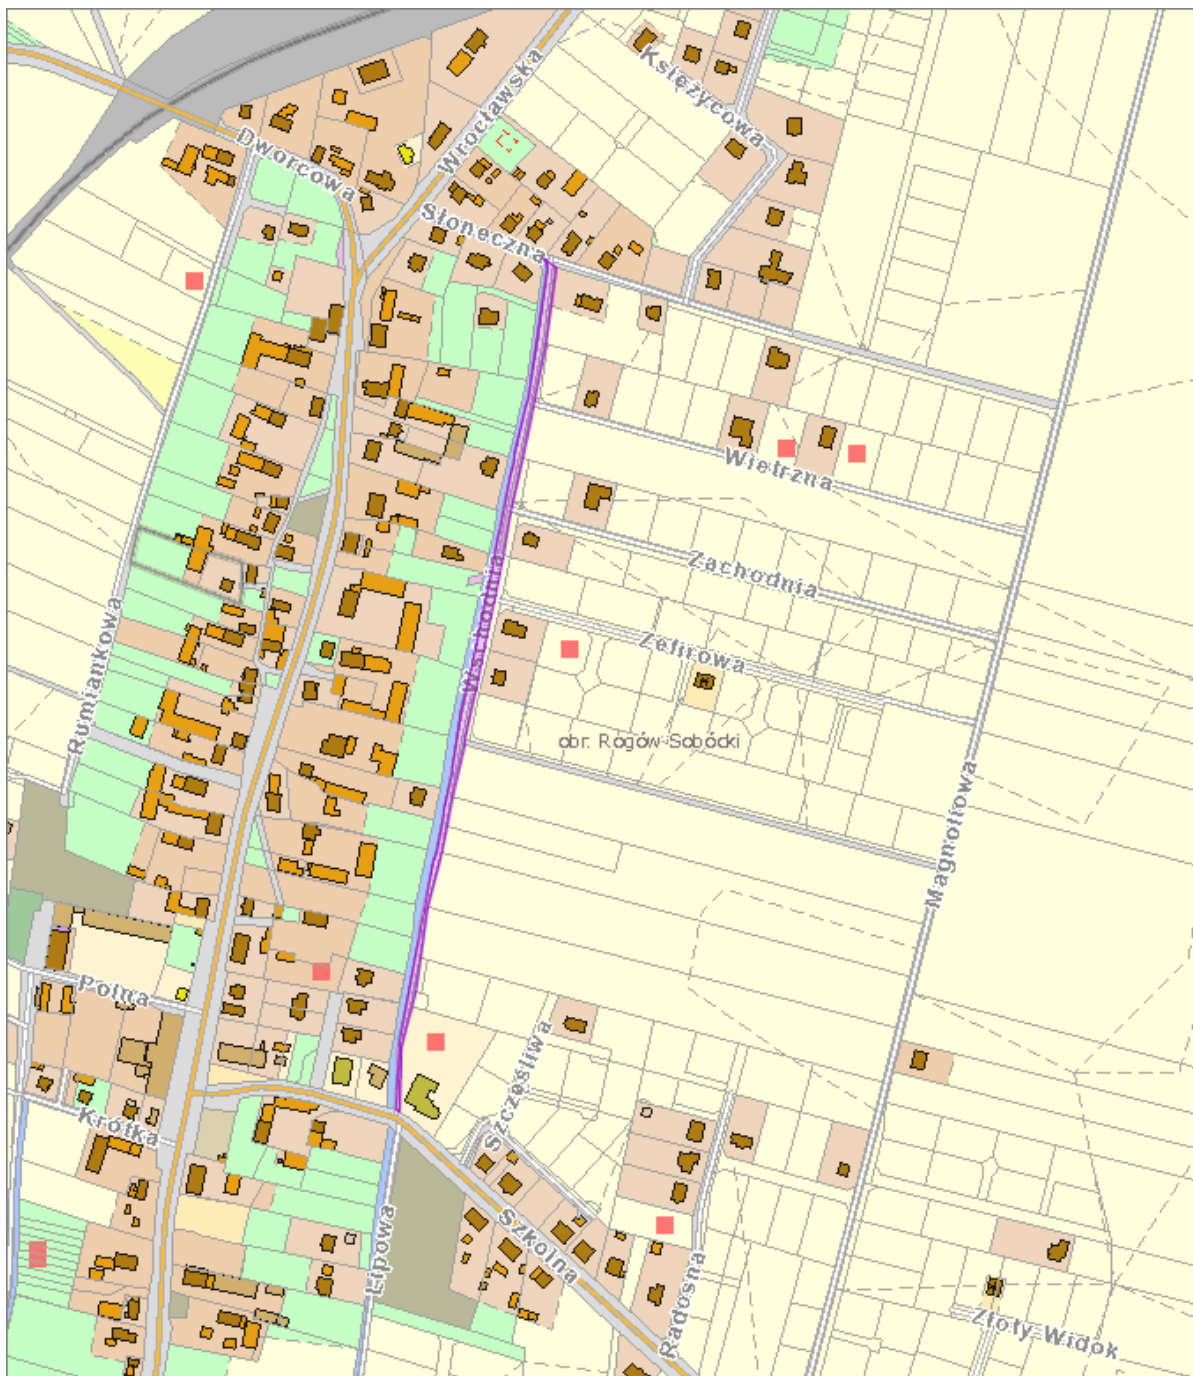 Księżycowa
Wrocławska
Dworcowa
Słoneczna
Wietrzna
Zachodnia
Wschodnia
Zefirowa
Rumiankowa
obr. Rogów Sobócki
Magnoliowa
Polna
Szczęśliwa
Krótka
Szkolna
Lipowa
Radosna
Złoty Widok